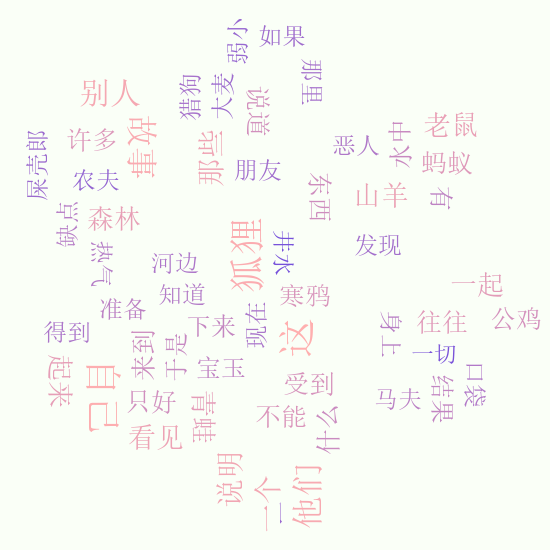 弱小
如果
那里
猎狗
大麦
说道
别人
许多
故事
那些
朋友
恶人
水中
老鼠
蚂蚁
屎壳郎
农夫
东西
山羊
有
缺点
森林
热气
狐狸
井水
发现
河边
知道
寒鸦
一起
准备
得到
来到
于是
下来
现在
这
身上
往往
公鸡
一切
起来
自己
宝玉
受到
只好
看见
不能
什么
马夫
结果
口袋
说明
一个
一
他们